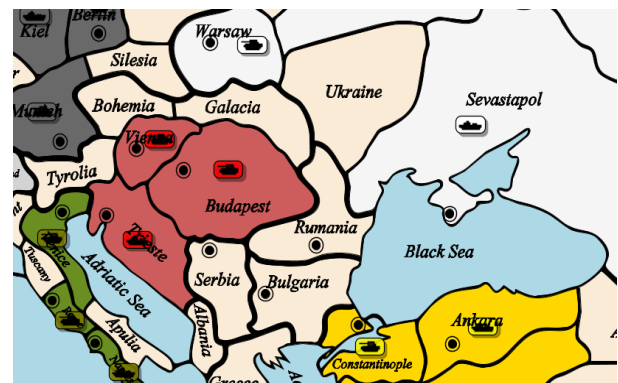 Kiel
Berlin
Warsaw
Silesia
Ukraine
Sevastapol
Munich
Bohemia
Galacia
Vienna
Tyrolia
Budapest
Trieste
Rumania
Black Sea
Venice
Tuscany
Adriatic Sea
Serbia
Bulgaria
Apulia
Albania
Ankara
Constantinople
Greece